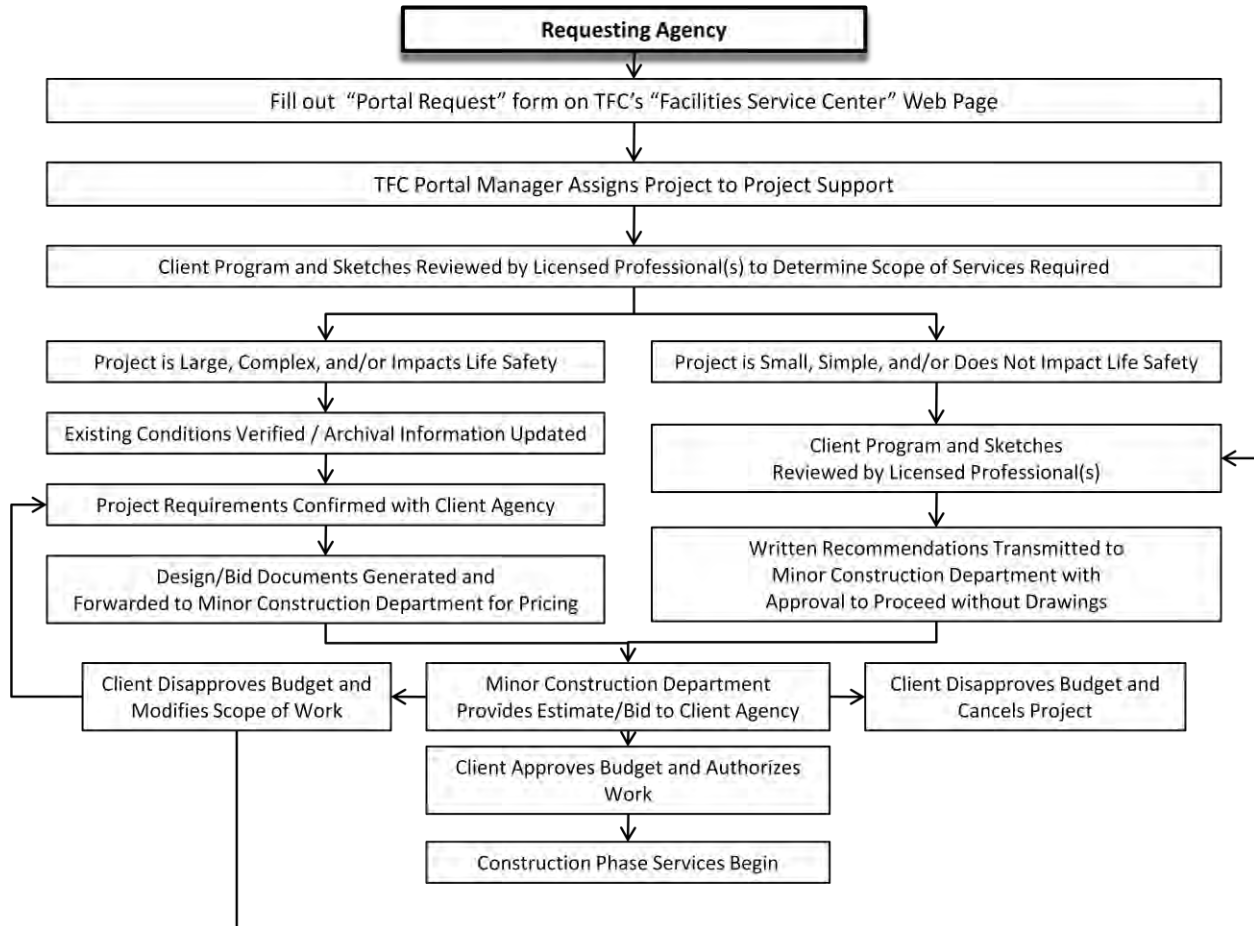 Requesting Agency
Fill out “Portal Request” form on TFC’s “Facilities Service Center” Web Page
TFC Portal Manager Assigns Project to Project Support
Client Program and Sketches Reviewed by Licensed Professional(s) to Determine Scope of Services Required
Project is Large, Complex, and/or Impacts Life Safety
Existing Conditions Verified / Archival Information Updated
Project Requirements Confirmed with Client Agency
Design/Bid Documents Generated and
Forwarded to Minor Construction Department for Pricing
Project is Small, Simple, and/or Does Not Impact Life Safety
Client Program and Sketches
Reviewed by Licensed Professional(s)
Written Recommendations Transmitted to
Minor Construction Department with
Approval to Proceed without Drawings
Client Disapproves Budget and
Modifies Scope of Work
Minor Construction Department
Provides Estimate/Bid to Client Agency
Client Disapproves Budget and
Cancels Project
Client Approves Budget and Authorizes
Work
Construction Phase Services Begin